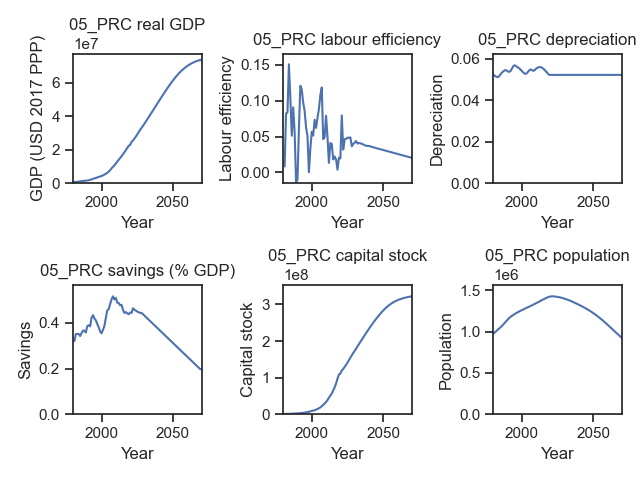 05_PRC real GDP
1e7
GDP (USD 2017 PPP)
6
4
2
0
2000
2050
Year
05_PRC labour efficiency
Labour efficiency
0.15
0.10
0.05
0.00
2000
2050
Year
05_PRC depreciation
Depreciation
0.06
0.04
0.02
0.00
2000
2050
Year
05_PRC savings (% GDP)
Savings
0.4
0.2
0.0
2000
2050
Year
05_PRC capital stock
1e8
Capital stock
3
2
1
0
2000
2050
Year
05_PRC population
1e6
Population
1.5
1.0
0.5
0.0
2000
2050
Year